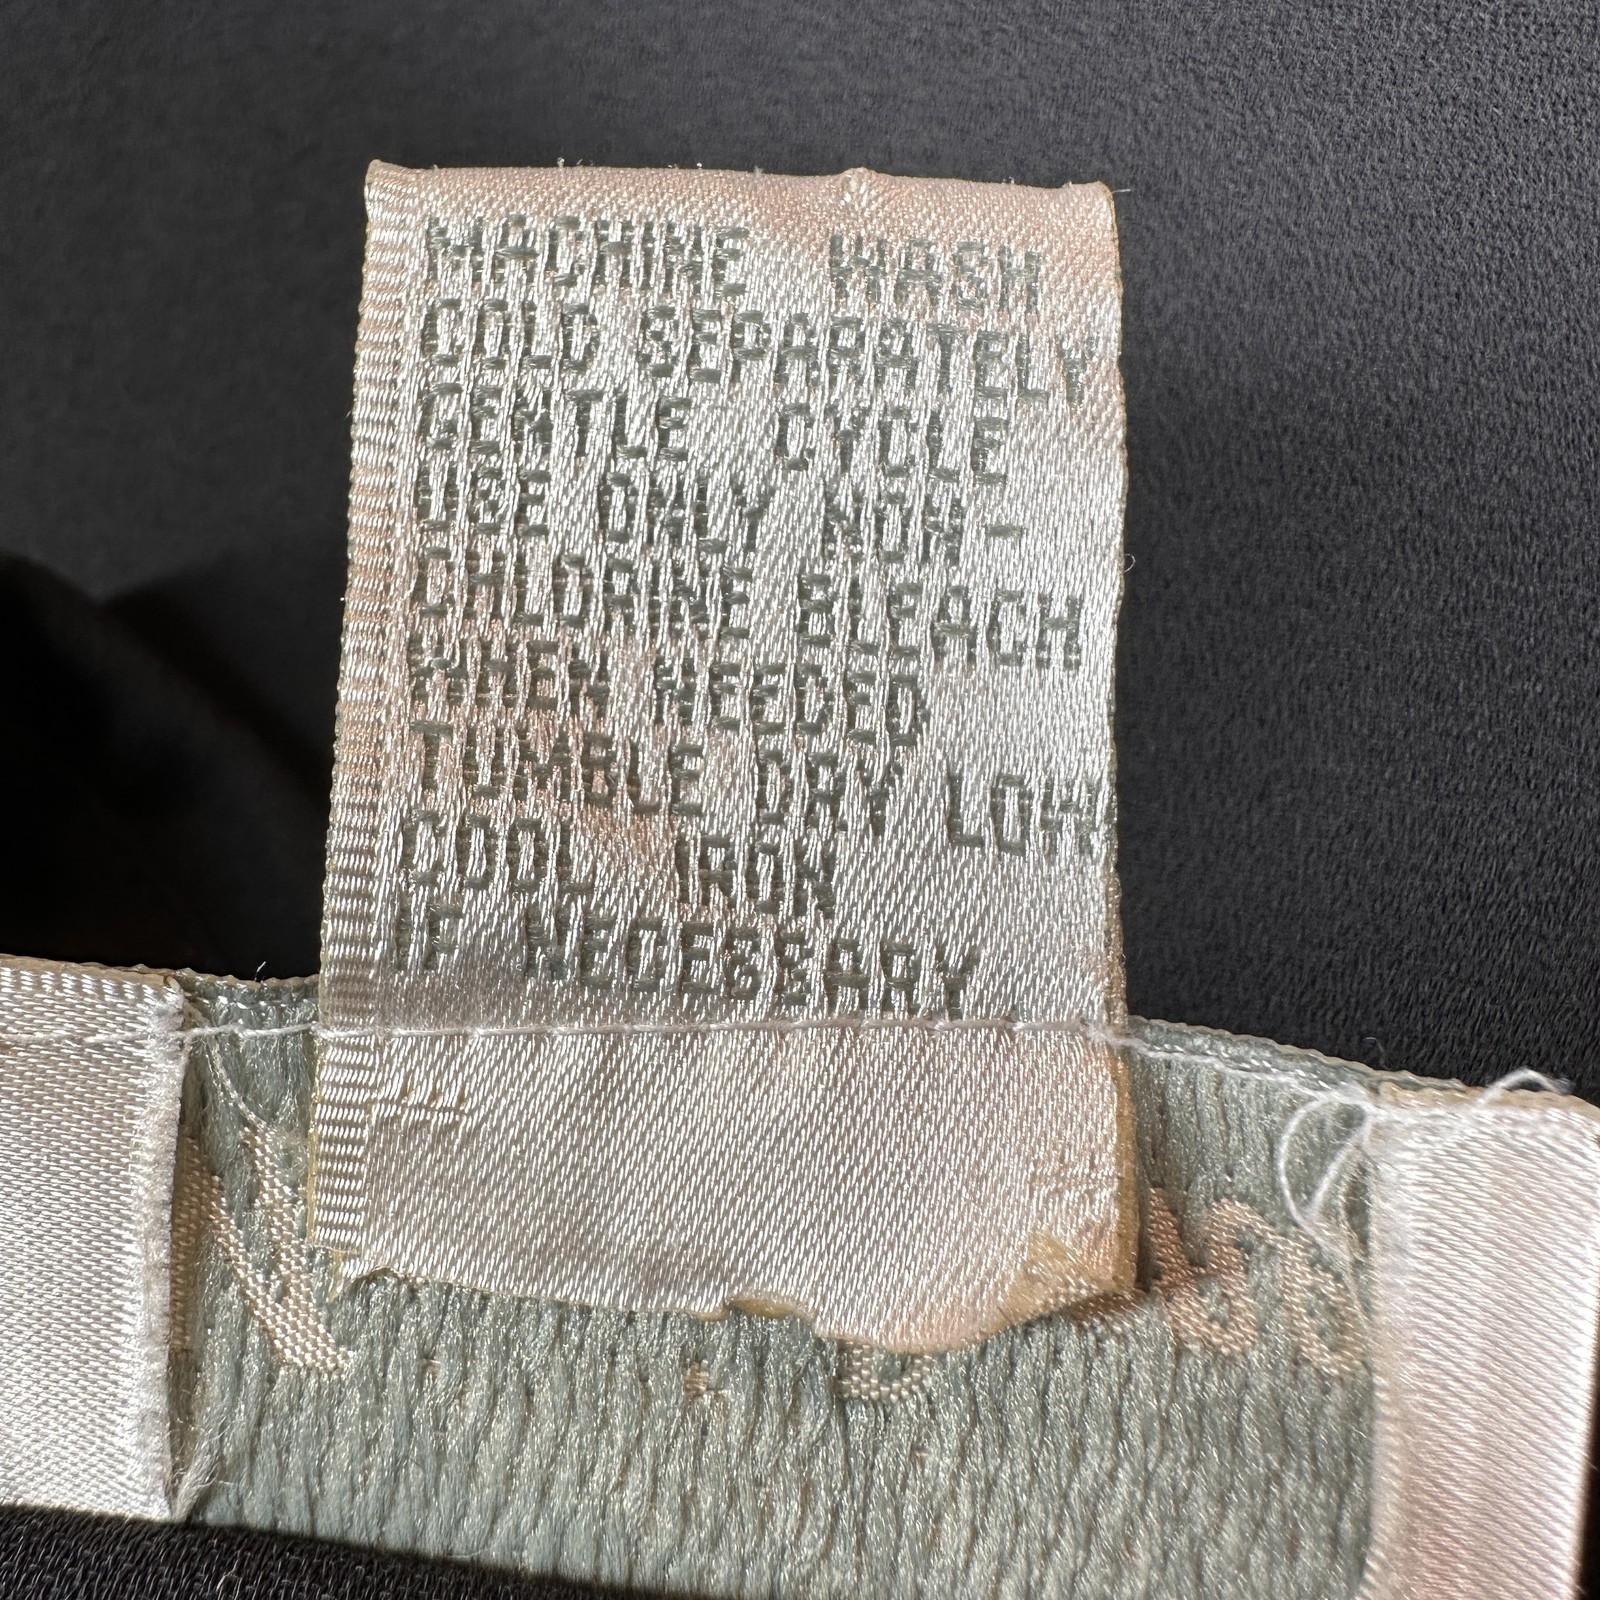 MACHINE WASH
COLD SEPARATELY
GENTLE CYCLE
USE ONLY NON-
CHLORINE BLEACH
WHEN NEEDED.
TUMBLE DRY LOW
COOL IRON
IF NECESSARY